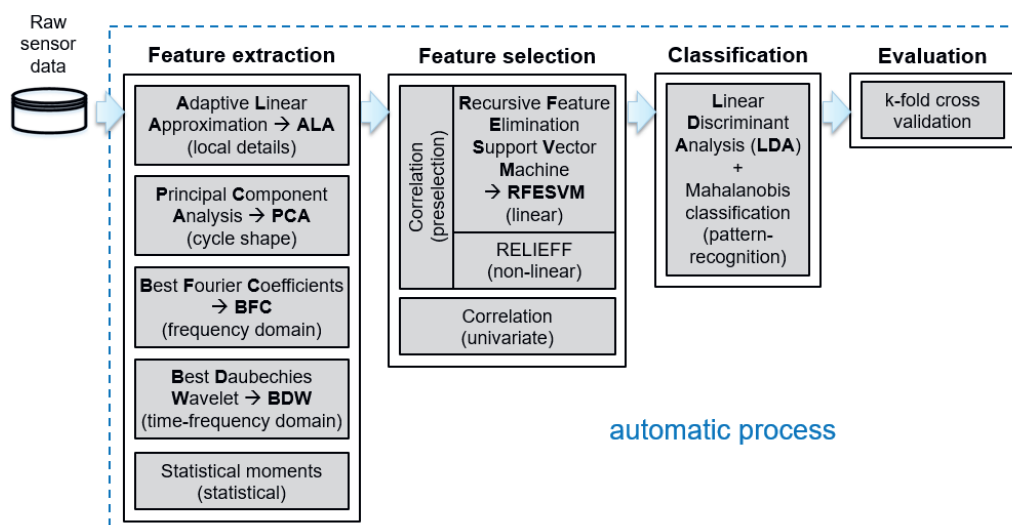 Raw
sensor
data
Feature extraction
Adaptive Linear
Approximation → ALA
(local details)
Principal Component
Analysis → PCA
(cycle shape)
Best Fourier Coefficients
→ BFC
(frequency domain)
Best Daubechies
Wavelet → BDW
(time-frequency domain)
Statistical moments
(statistical)
Feature selection
Correlation
(preselection)
Recursive Feature
Elimination
Support Vector
Machine
→ RFESVM
(linear)
RELIEFF
(non-linear)
Correlation
(univariate)
Classification
Linear
Discriminant
Analysis (LDA)
+
Mahalanobis
classification
(pattern-
recognition)
Evaluation
k-fold cross
validation
automatic process